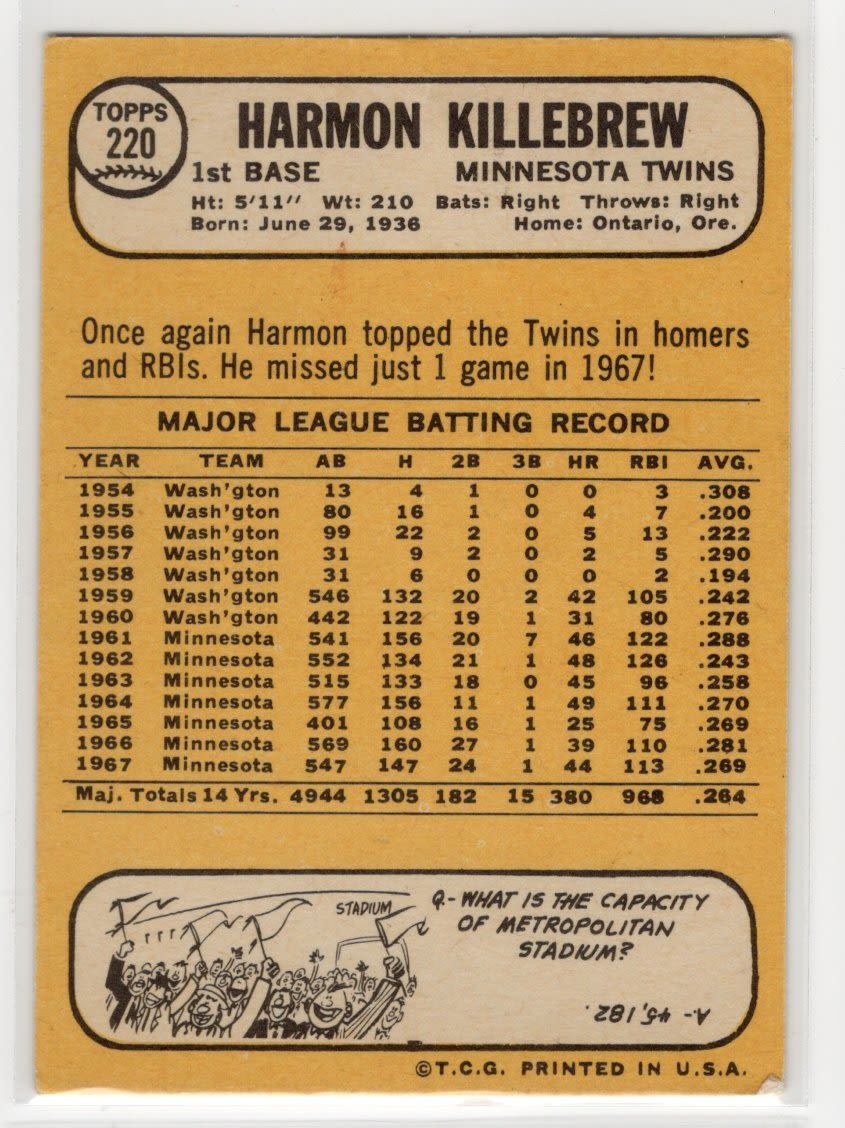 TOPPS
220
HARMON KILLEBREW
1st BASE MINNESOTA TWINS
Ht: 5'11" Wt: 210 Bats: Right Throws: Right
Born: June 29, 1936 Home: Ontario, Ore.
Once again Harmon topped the Twins in homers
and RBIs. He missed just 1 game in 1967!
MAJOR LEAGUE BATTING RECORD
YEAR TEAM AB H 2B 3B HR RBI AVG.
1954 Wash'gton 13 4 1 0 0 3 .308
1955 Wash'gton 80 16 1 0 4 7 .200
1956 Wash'gton 99 22 2 0 5 13 .222
1957 Wash'gton 31 9 2 0 2 5 .290
1958 Wash'gton 31 6 0 0 0 2 .194
1959 Wash'gton 546 132 20 2 42 105 .242
1960 Wash'gton 442 122 19 1 31 80 .276
1961 Minnesota 541 156 20 7 46 122 .288
1962 Minnesota 552 134 21 1 48 126 .243
1963 Minnesota 515 133 18 0 45 96 .258
1964 Minnesota 577 156 11 1 49 111 .270
1965 Minnesota 401 108 16 1 25 75 .269
1966 Minnesota 569 160 27 1 39 110 .281
1967 Minnesota 547 147 24 1 44 113 .269
Maj. Totals 14 Yrs. 4944 1305 182 15 380 968 .264
STADIUM
Q.- WHAT IS THE CAPACITY
OF METROPOLITAN
STADIUM?
A.- 45,182.
©T.C.G. PRINTED IN U.S.A.